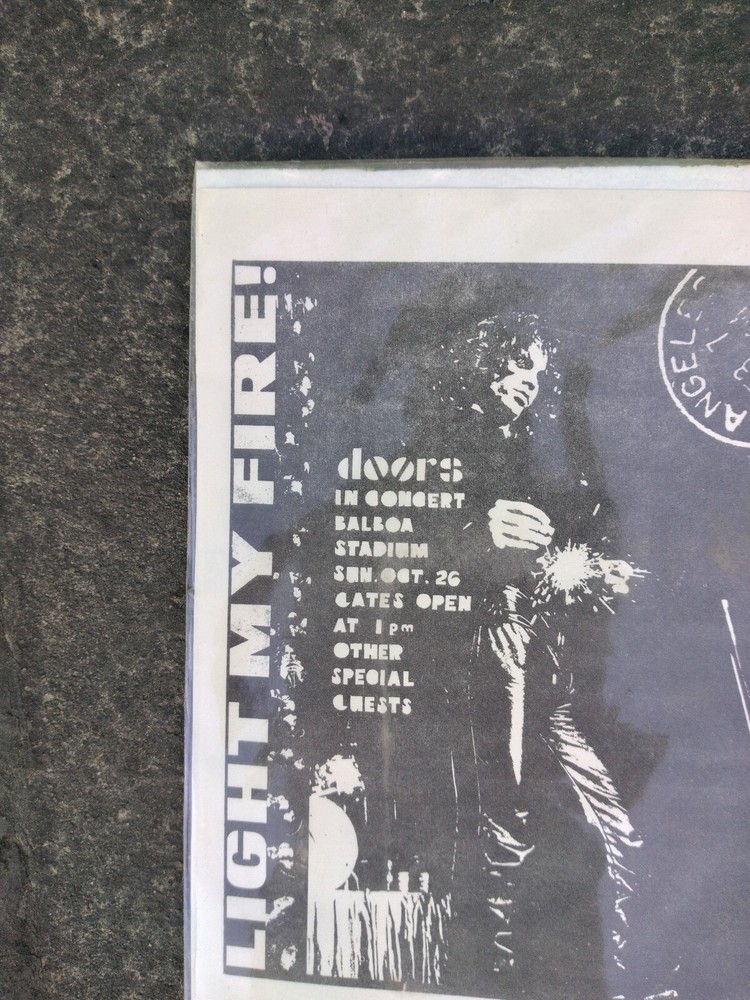 LIGHT MY FIRE!
doors
IN CONCERT
BALBOA
STADIUM
SUN. OCT. 26
GATES OPEN
AT 1 pm
OTHER
SPECIAL
GUESTS
ANGELES